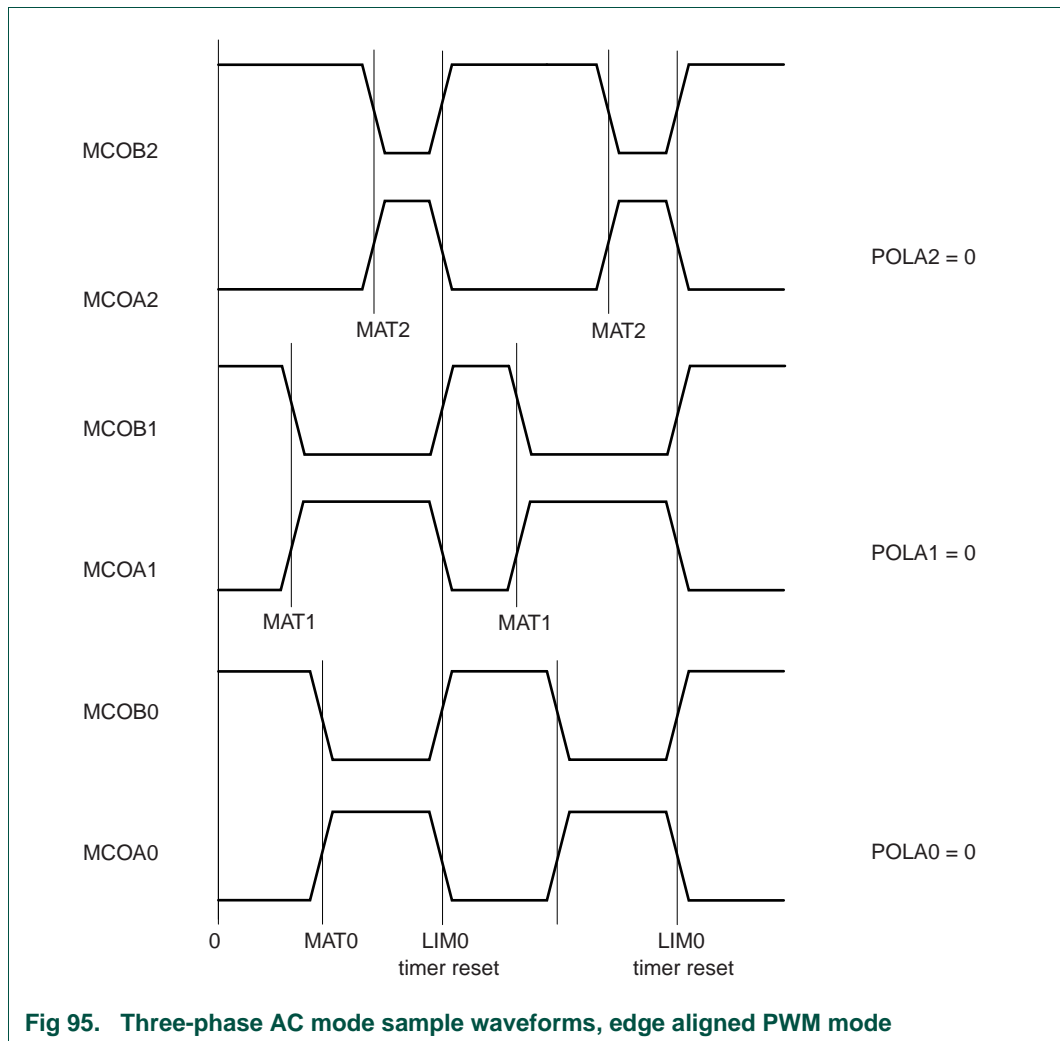 MCOB2
POLA2 = 0
MCOA2
MAT2 MAT2
MCOB1
POLA1 = 0
MCOA1
MAT1 MAT1
MCOB0
MCOA0 POLA0 = 0
0 MAT0 LIM0 LIM0
timer reset timer reset
Fig 95. Three-phase AC mode sample waveforms, edge aligned PWM mode